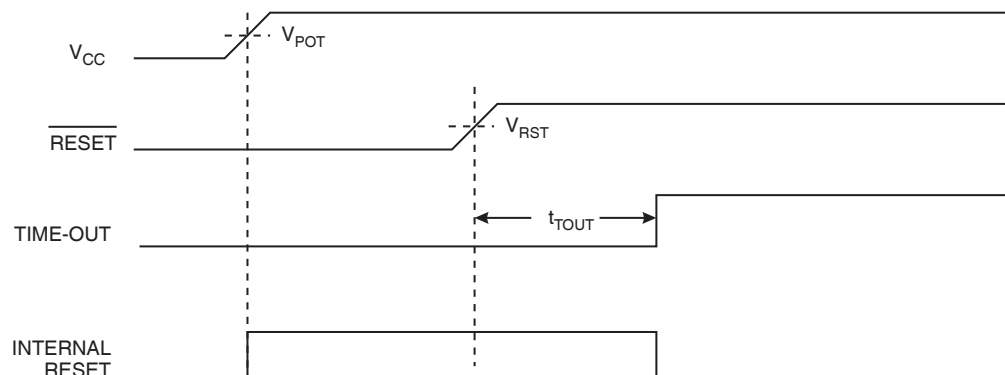 V_CC
V_POT
RESET
V_RST
TIME-OUT
t_TOUT
INTERNAL
RESET